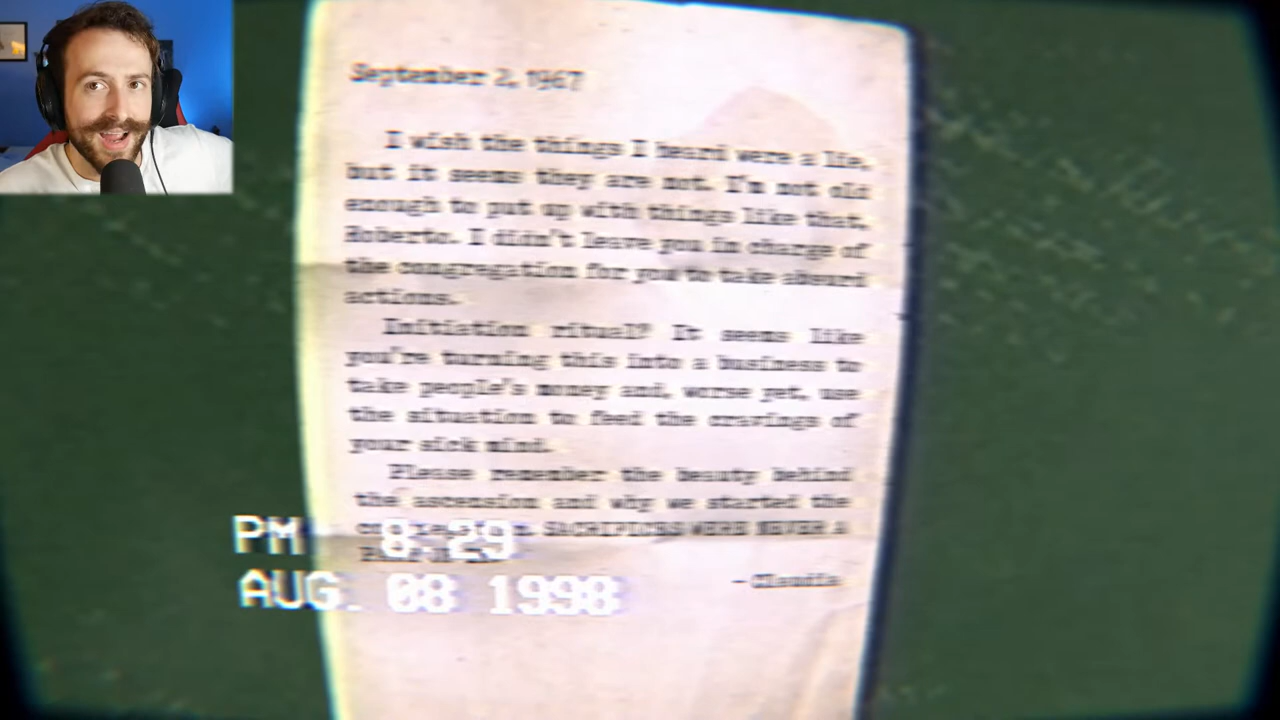 September 2, 1967
I wish the things I heard were a lie,
but it seems they are not. I'm not old
enough to put up with things like that,
Roberto. I didn't leave you in charge of
the congregation for you to take absurd
actions.
Initiation ritual? It seems like
you're turning this into a business to
take people's money and, worse yet, use
the situation to feed the cravings of
your sick mind.
Please remember the beauty behind
the ascension and why we started the
SACRIFICES WERE NEVER A
-Claudia
PM 8:29
AUG. 08 1998